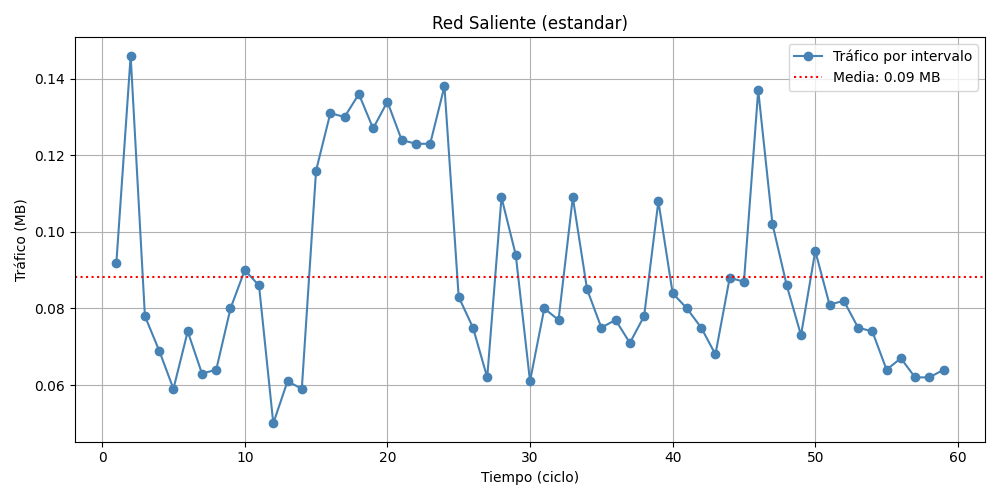 Red Saliente (estandar)
Tráfico por intervalo
Media: 0.09 MB
Tráfico (MB)
0.14
0.12
0.10
0.08
0.06
0 10 20 30 40 50 60
Tiempo (ciclo)